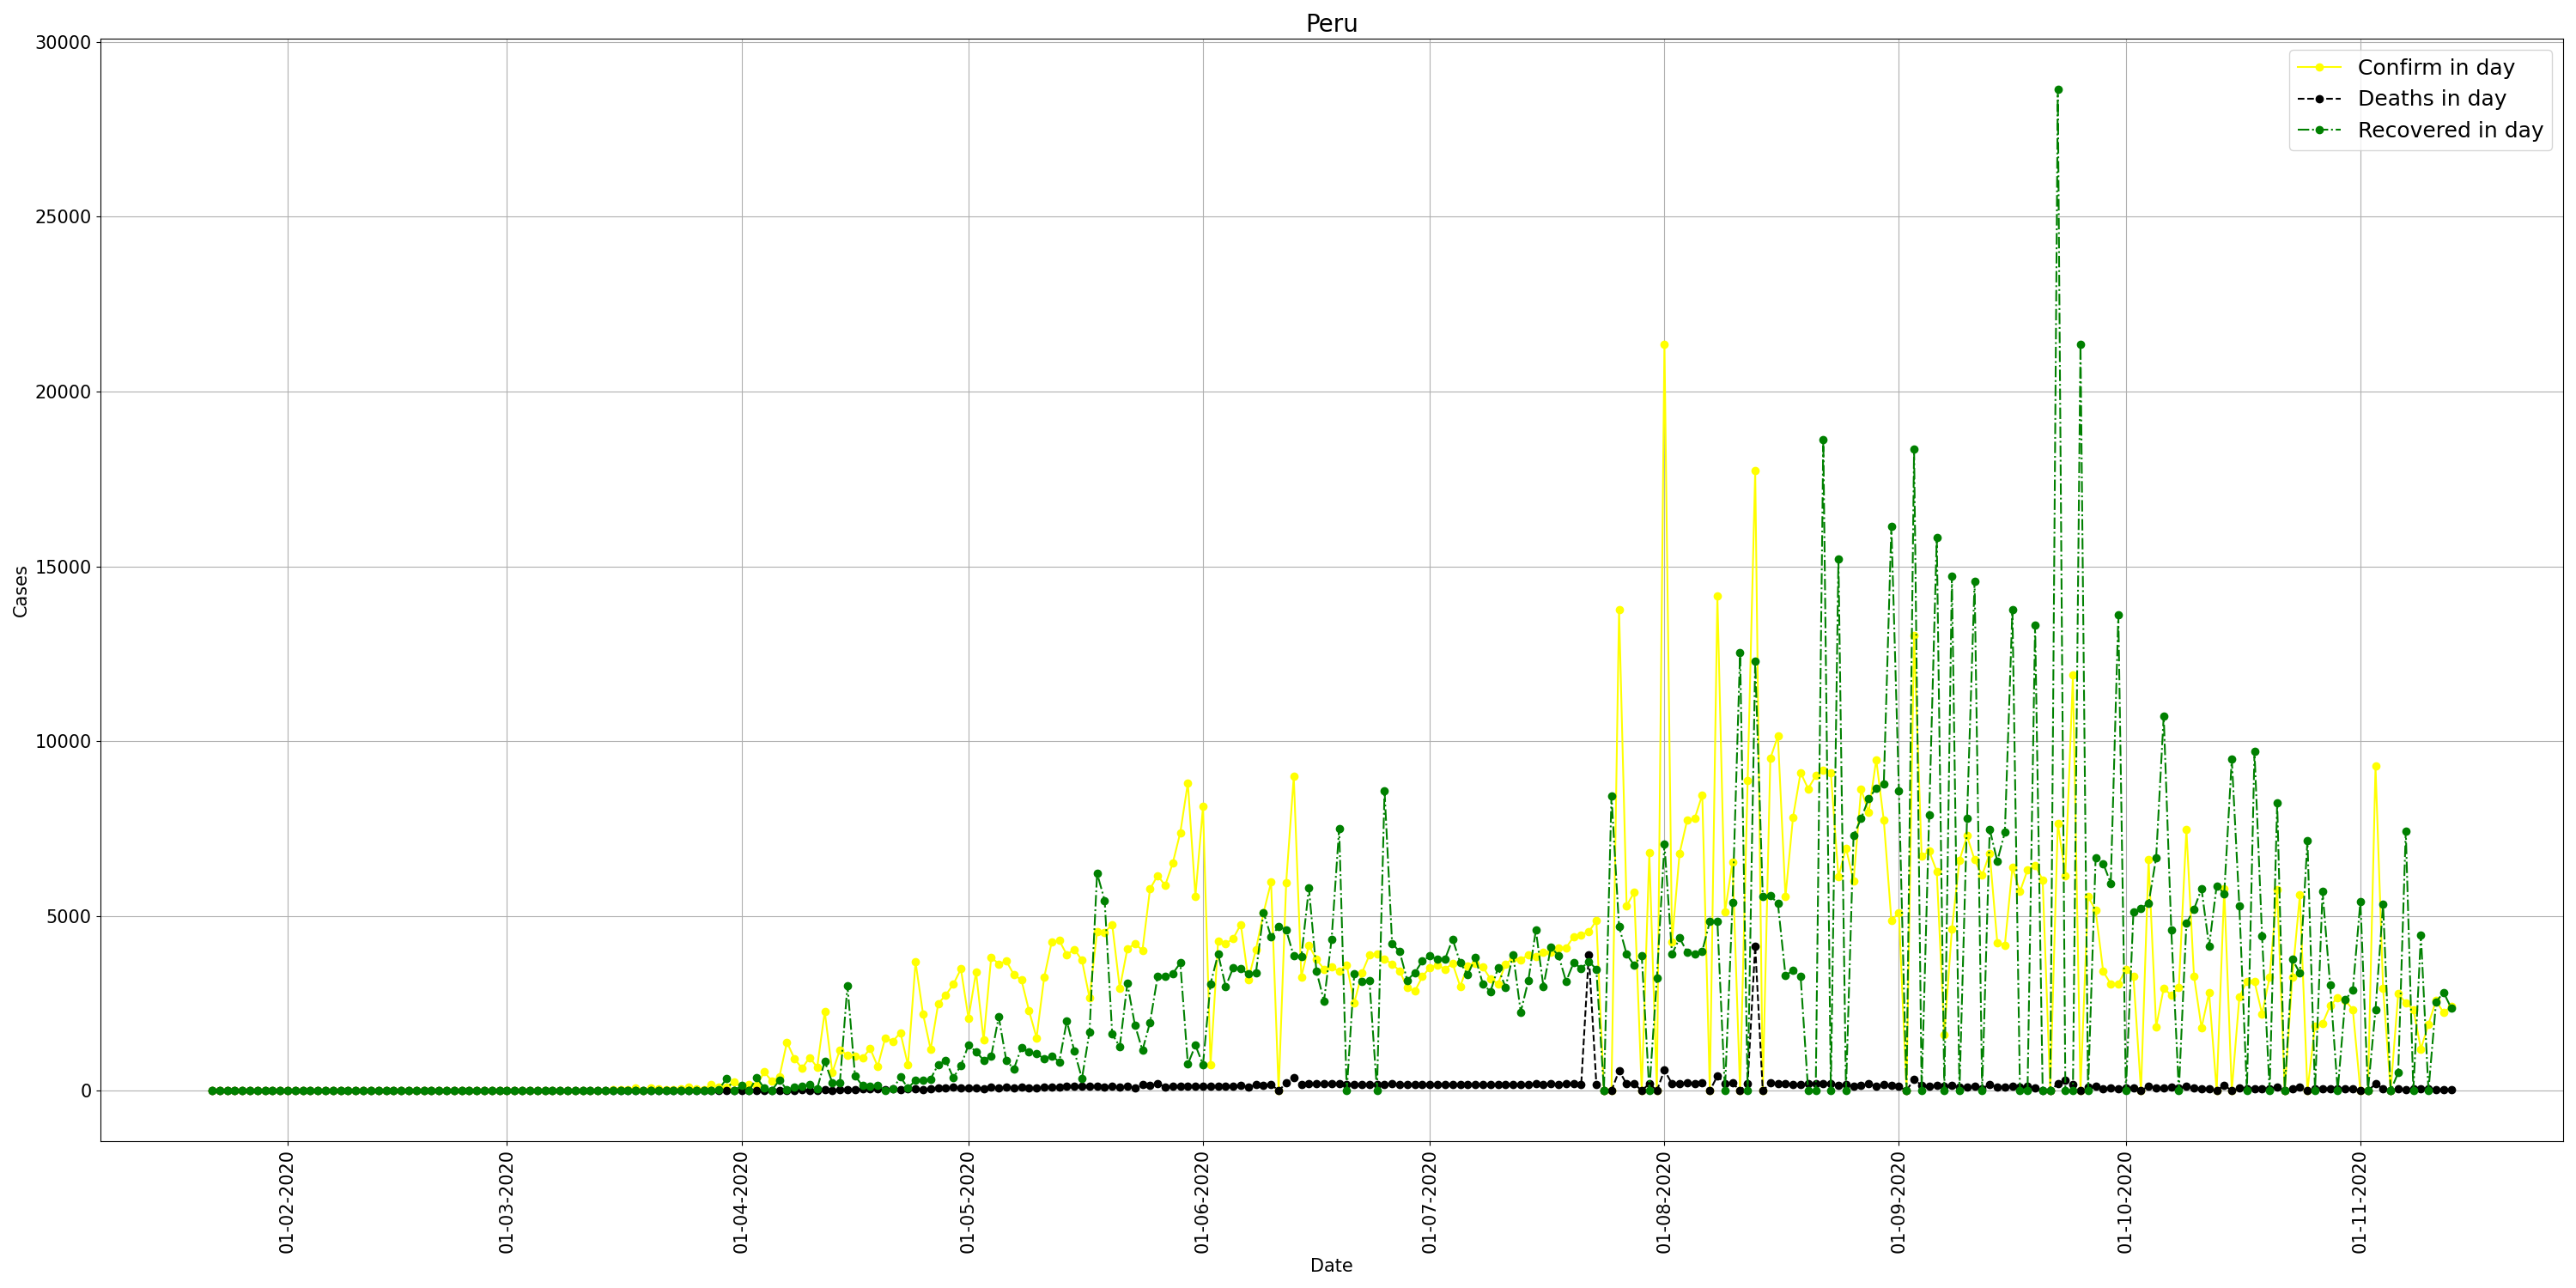 Peru
30000
25000
20000
15000
10000
5000
0
Cases
Confirm in day
Deaths in day
Recovered in day
01-02-2020
01-03-2020
01-04-2020
01-05-2020
01-06-2020
01-07-2020
01-08-2020
01-09-2020
01-10-2020
01-11-2020
Date